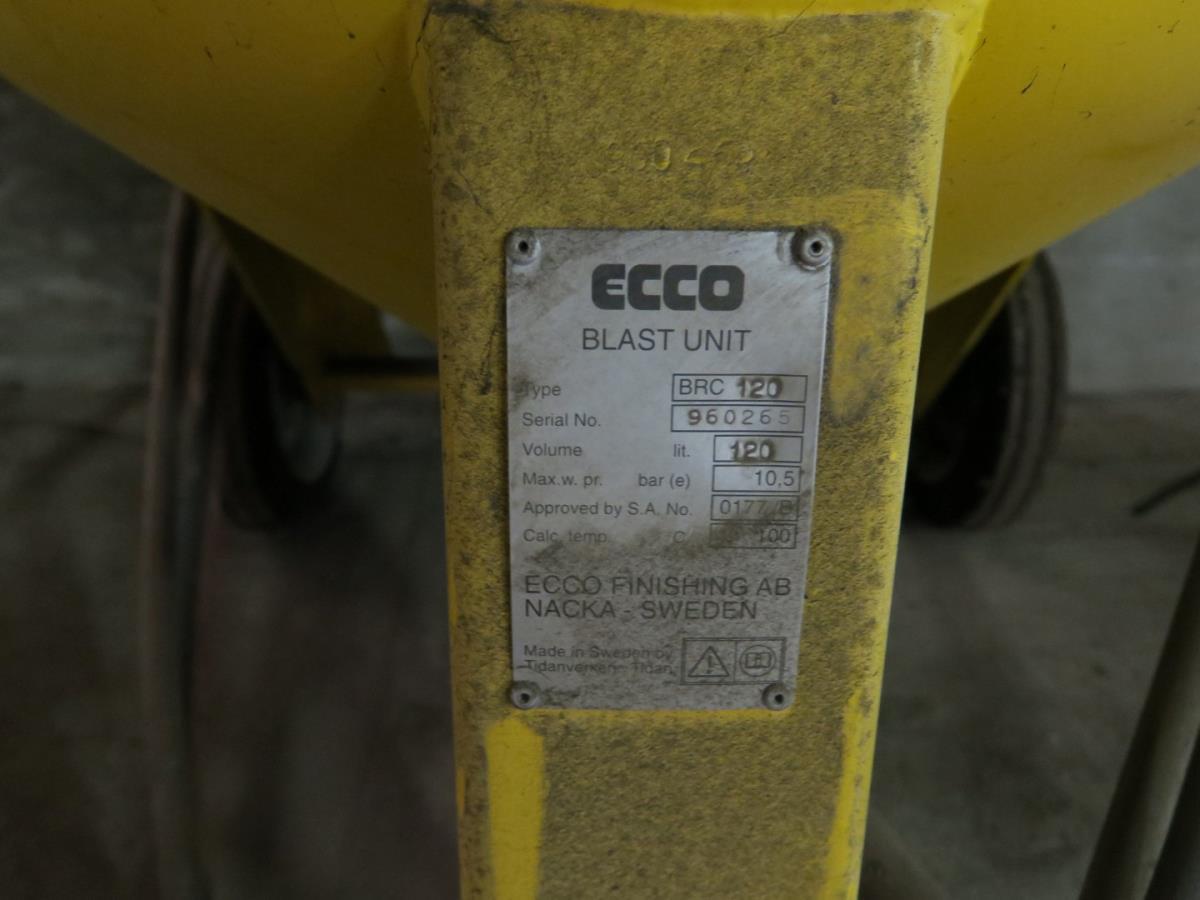 ECCO
BLAST UNIT
Type BRC 120
Serial No. 960265
Volume lit. 120
Max.w. pr. bar (e) 10,5
Approved by S.A. No. 0177/B
Calc. temp. C 100
ECCO FINISHING AB
NACKA - SWEDEN
Made in Sweden by
Tidanverken, Tidan